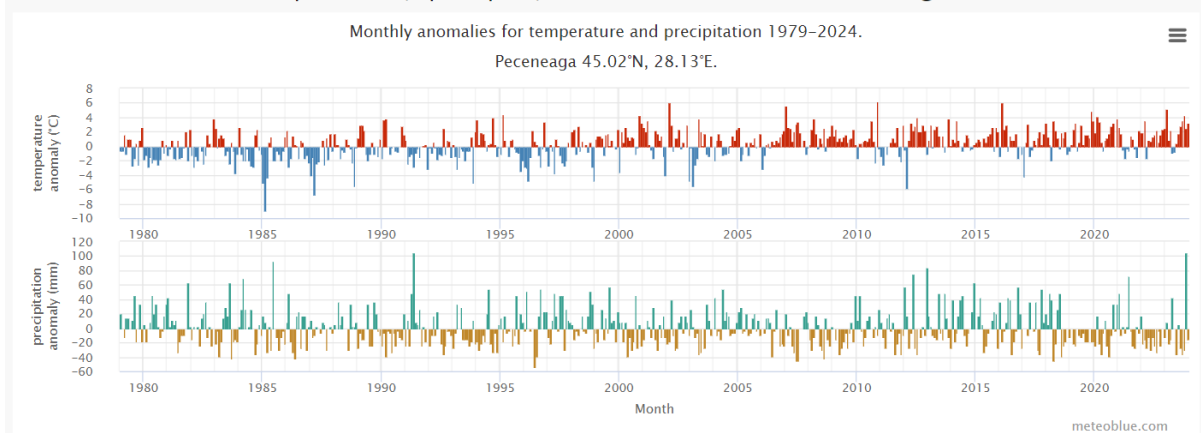 Monthly anomalies for temperature and precipitation 1979–2024.
Peceneaga 45.02°N, 28.13°E.
temperature
anomaly (°C)
8
6
4
2
0
−2
−4
−6
−8
−10
1980 1985 1990 1995 2000 2005 2010 2015 2020
precipitation
anomaly (mm)
120
100
80
60
40
20
0
−20
−40
−60
1980 1985 1990 1995 2000 2005 2010 2015 2020
Month
meteoblue.com